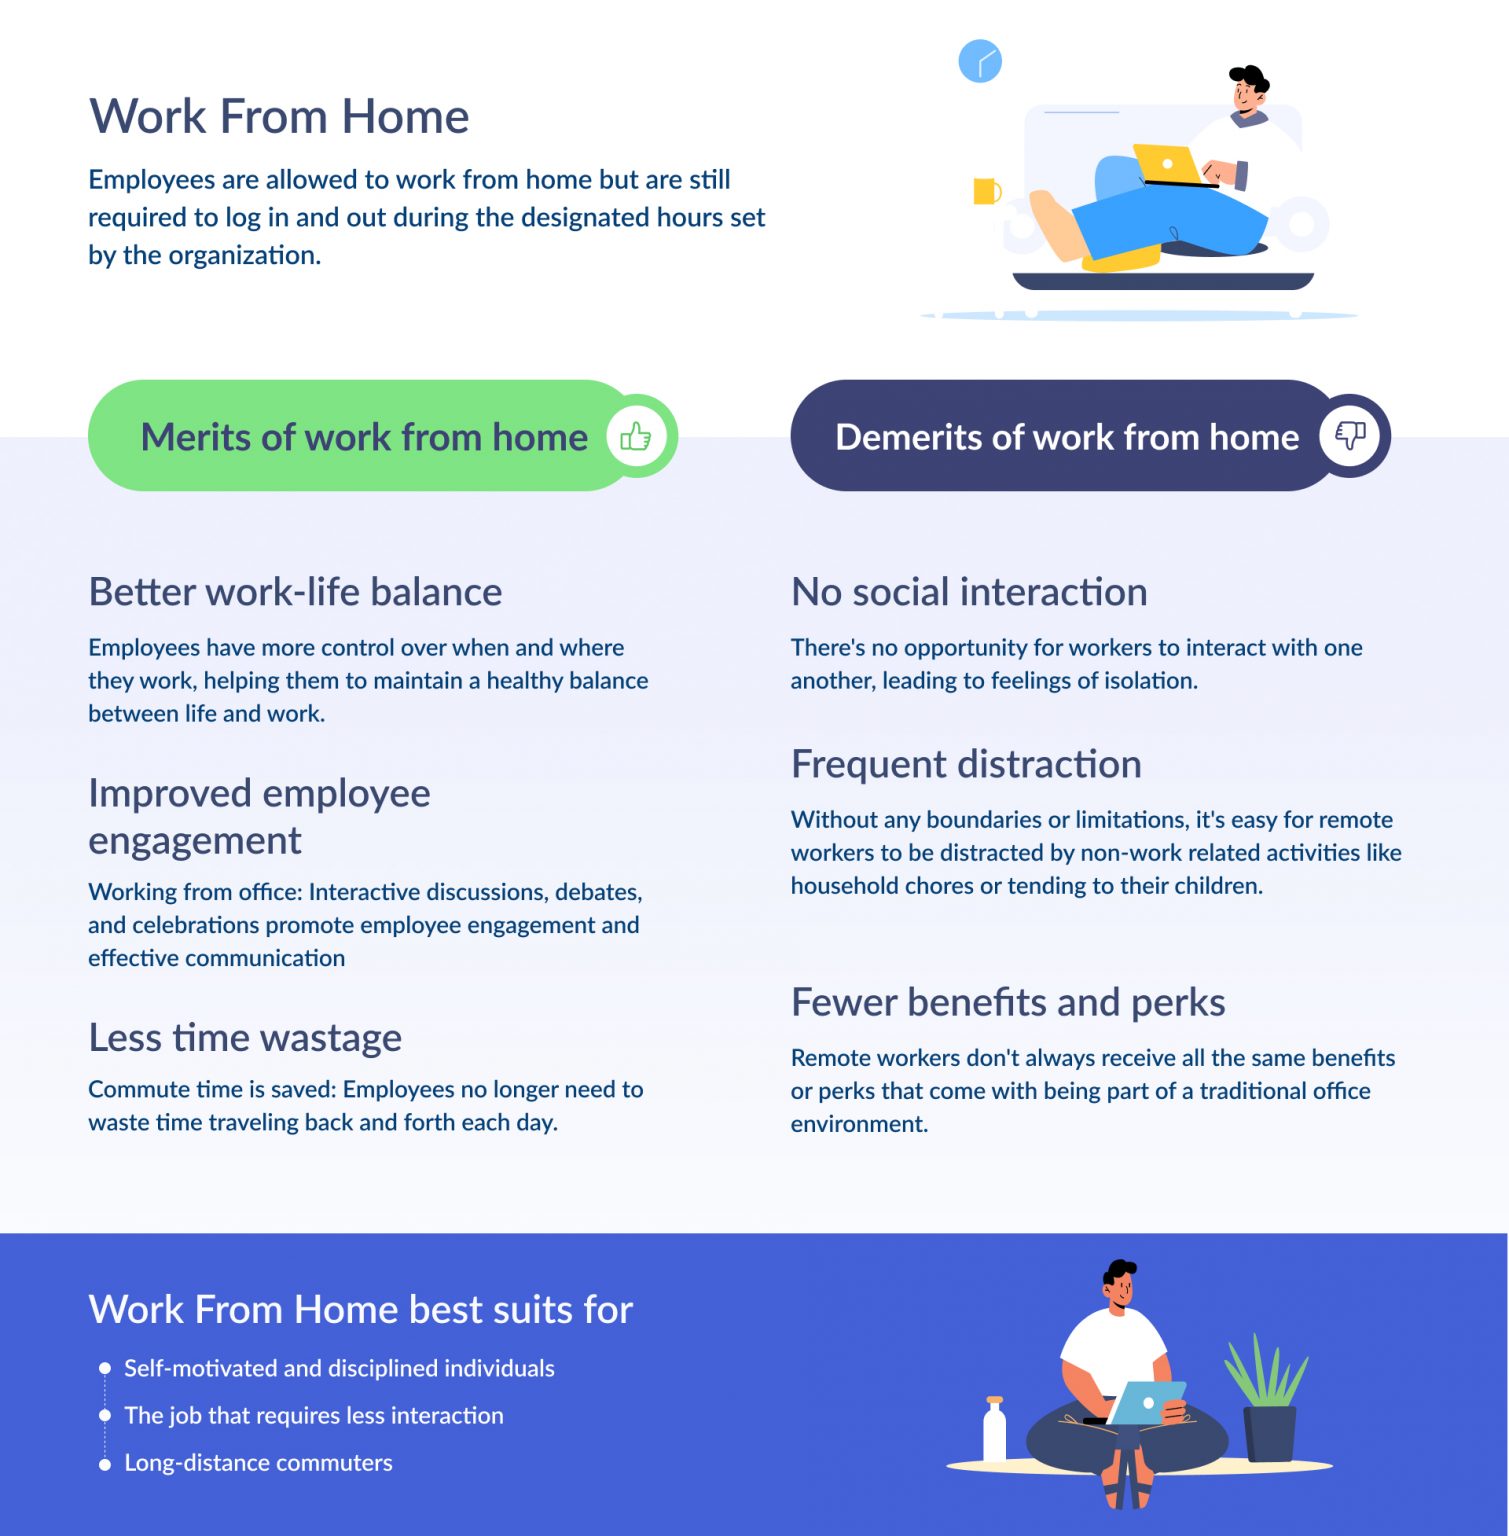 Work From Home
Employees are allowed to work from home but are still
required to log in and out during the designated hours set
by the organization.
Merits of work from home
Better work-life balance
Employees have more control over when and where
they work, helping them to maintain a healthy balance
between life and work.
Improved employee
engagement
Working from office: Interactive discussions, debates,
and celebrations promote employee engagement and
effective communication
Less time wastage
Commute time is saved: Employees no longer need to
waste time traveling back and forth each day.
Demerits of work from home
No social interaction
There's no opportunity for workers to interact with one
another, leading to feelings of isolation.
Frequent distraction
Without any boundaries or limitations, it's easy for remote
workers to be distracted by non-work related activities like
household chores or tending to their children.
Fewer benefits and perks
Remote workers don't always receive all the same benefits
or perks that come with being part of a traditional office
environment.
Work From Home best suits for
Self-motivated and disciplined individuals
The job that requires less interaction
Long-distance commuters